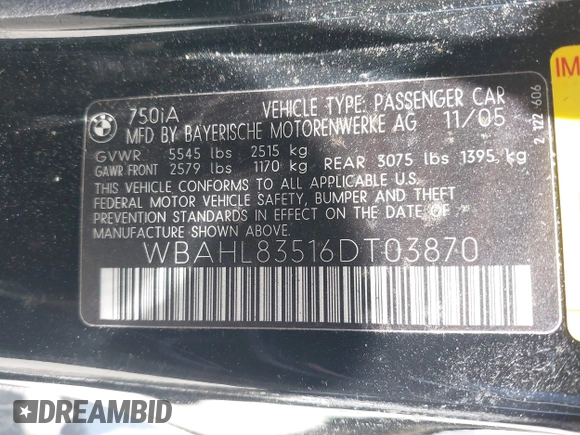 750iA VEHICLE TYPE: PASSENGER CAR
MFD BY BAYERISCHE MOTORENWERKE AG 11/05
GVWR 5545 lbs 2515 kg
GAWR FRONT 2579 lbs 1170 kg REAR 3075 lbs 1395 kg
THIS VEHICLE CONFORMS TO ALL APPLICABLE U.S.
FEDERAL MOTOR VEHICLE SAFETY, BUMPER AND THEFT
PREVENTION STANDARDS IN EFFECT ON THE DATE OF
MANUFACTURE SHOWN ABOVE.
WBAHL83516DT03870
2 122 606
IM
DREAMBID